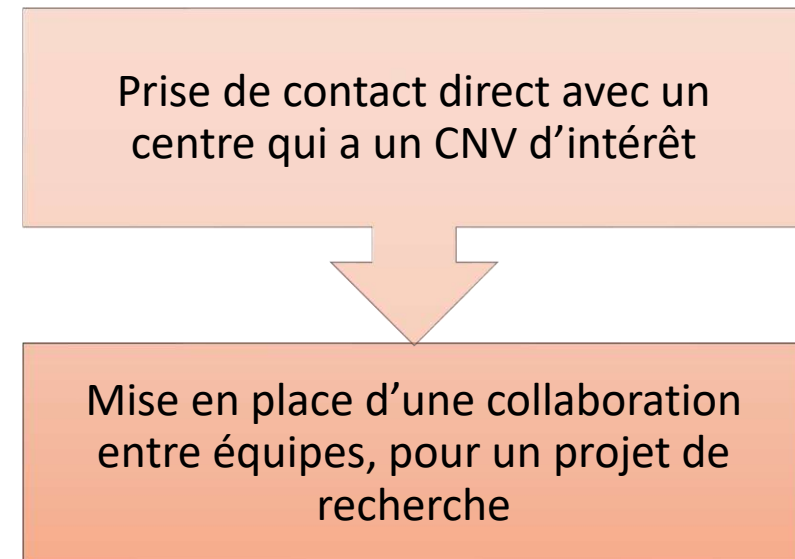 Prise de contact direct avec un
centre qui a un CNV d’intérêt
Mise en place d’une collaboration
entre équipes, pour un projet de
recherche